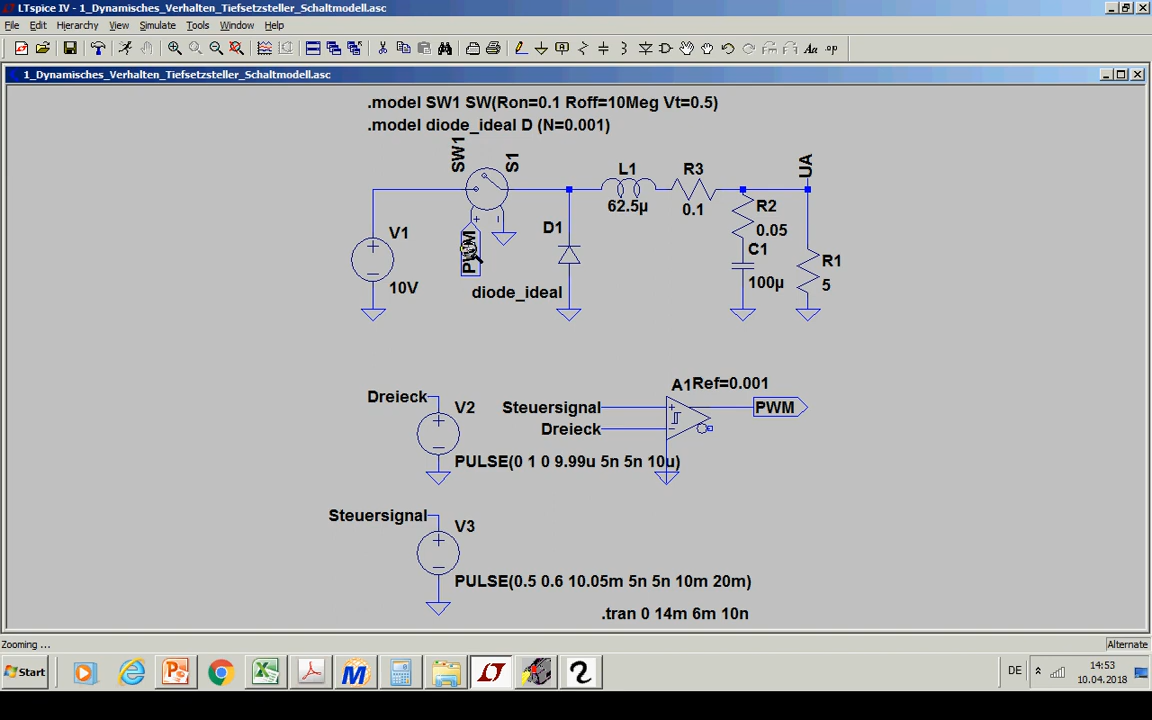 LTspice IV - 1_Dynamisches_Verhalten_Tiefsetzsteller_Schaltmodell.asc
File Edit Hierarchy View Simulate Tools Window Help
1_Dynamisches_Verhalten_Tiefsetzsteller_Schaltmodell.asc
.model SW1 SW(Ron=0.1 Roff=10Meg Vt=0.5)
.model diode_ideal D (N=0.001)
SW1
S1
L1
R3
UA
62.5µ
0.1
R2
0.05
V1
10V
PWM
D1
diode_ideal
C1
100µ
R1
5
Dreieck
V2
PULSE(0 1 0 9.99u 5n 5n 10u)
Steuersignal
Dreieck
A1
Ref=0.001
PWM
Steuersignal
V3
PULSE(0.5 0.6 10.05m 5n 5n 10m 20m)
.tran 0 14m 6m 10n
Zooming ...
Alternate
Start
DE
14:53
10.04.2018